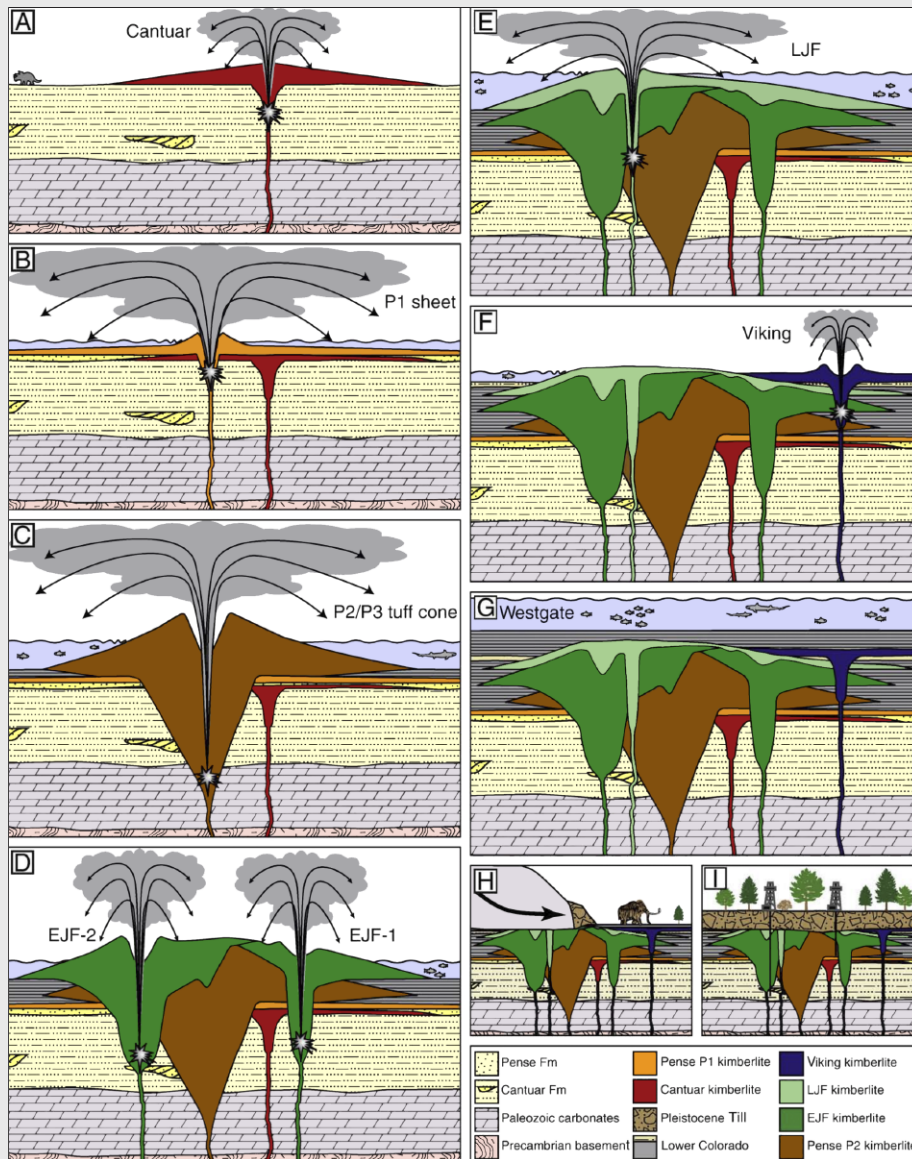 A
Cantuar
B
P1 sheet
C
P2/P3 tuff cone
D
EJF-2
EJF-1
E
LJF
F
Viking
G
Westgate
H
I
Pense Fm
Pense P1 kimberlite
Viking kimberlite
Cantuar Fm
Cantuar kimberlite
LJF kimberlite
Paleozoic carbonates
Pleistocene Till
EJF kimberlite
Precambrian basement
Lower Colorado
Pense P2 kimberlite